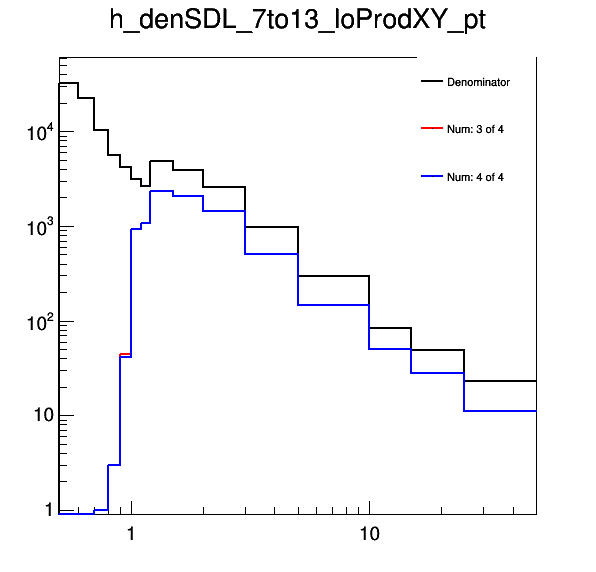 h_denSDL_7to13_loProdXY_pt
Denominator
Num: 3 of 4
Num: 4 of 4
10^4
10^3
10^2
10
1
1 10